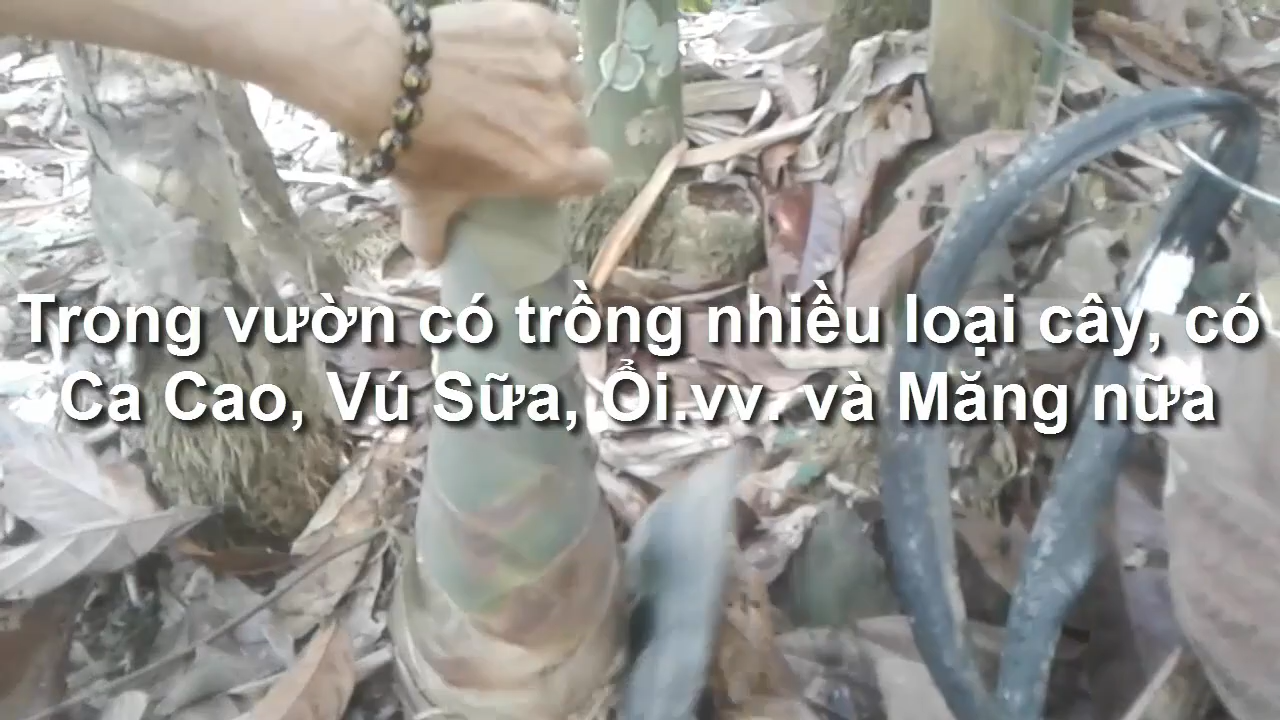 Trong vườn có trồng nhiều loại cây, có
Ca Cao, Vú Sữa, Ổi.vv. và Măng nữa